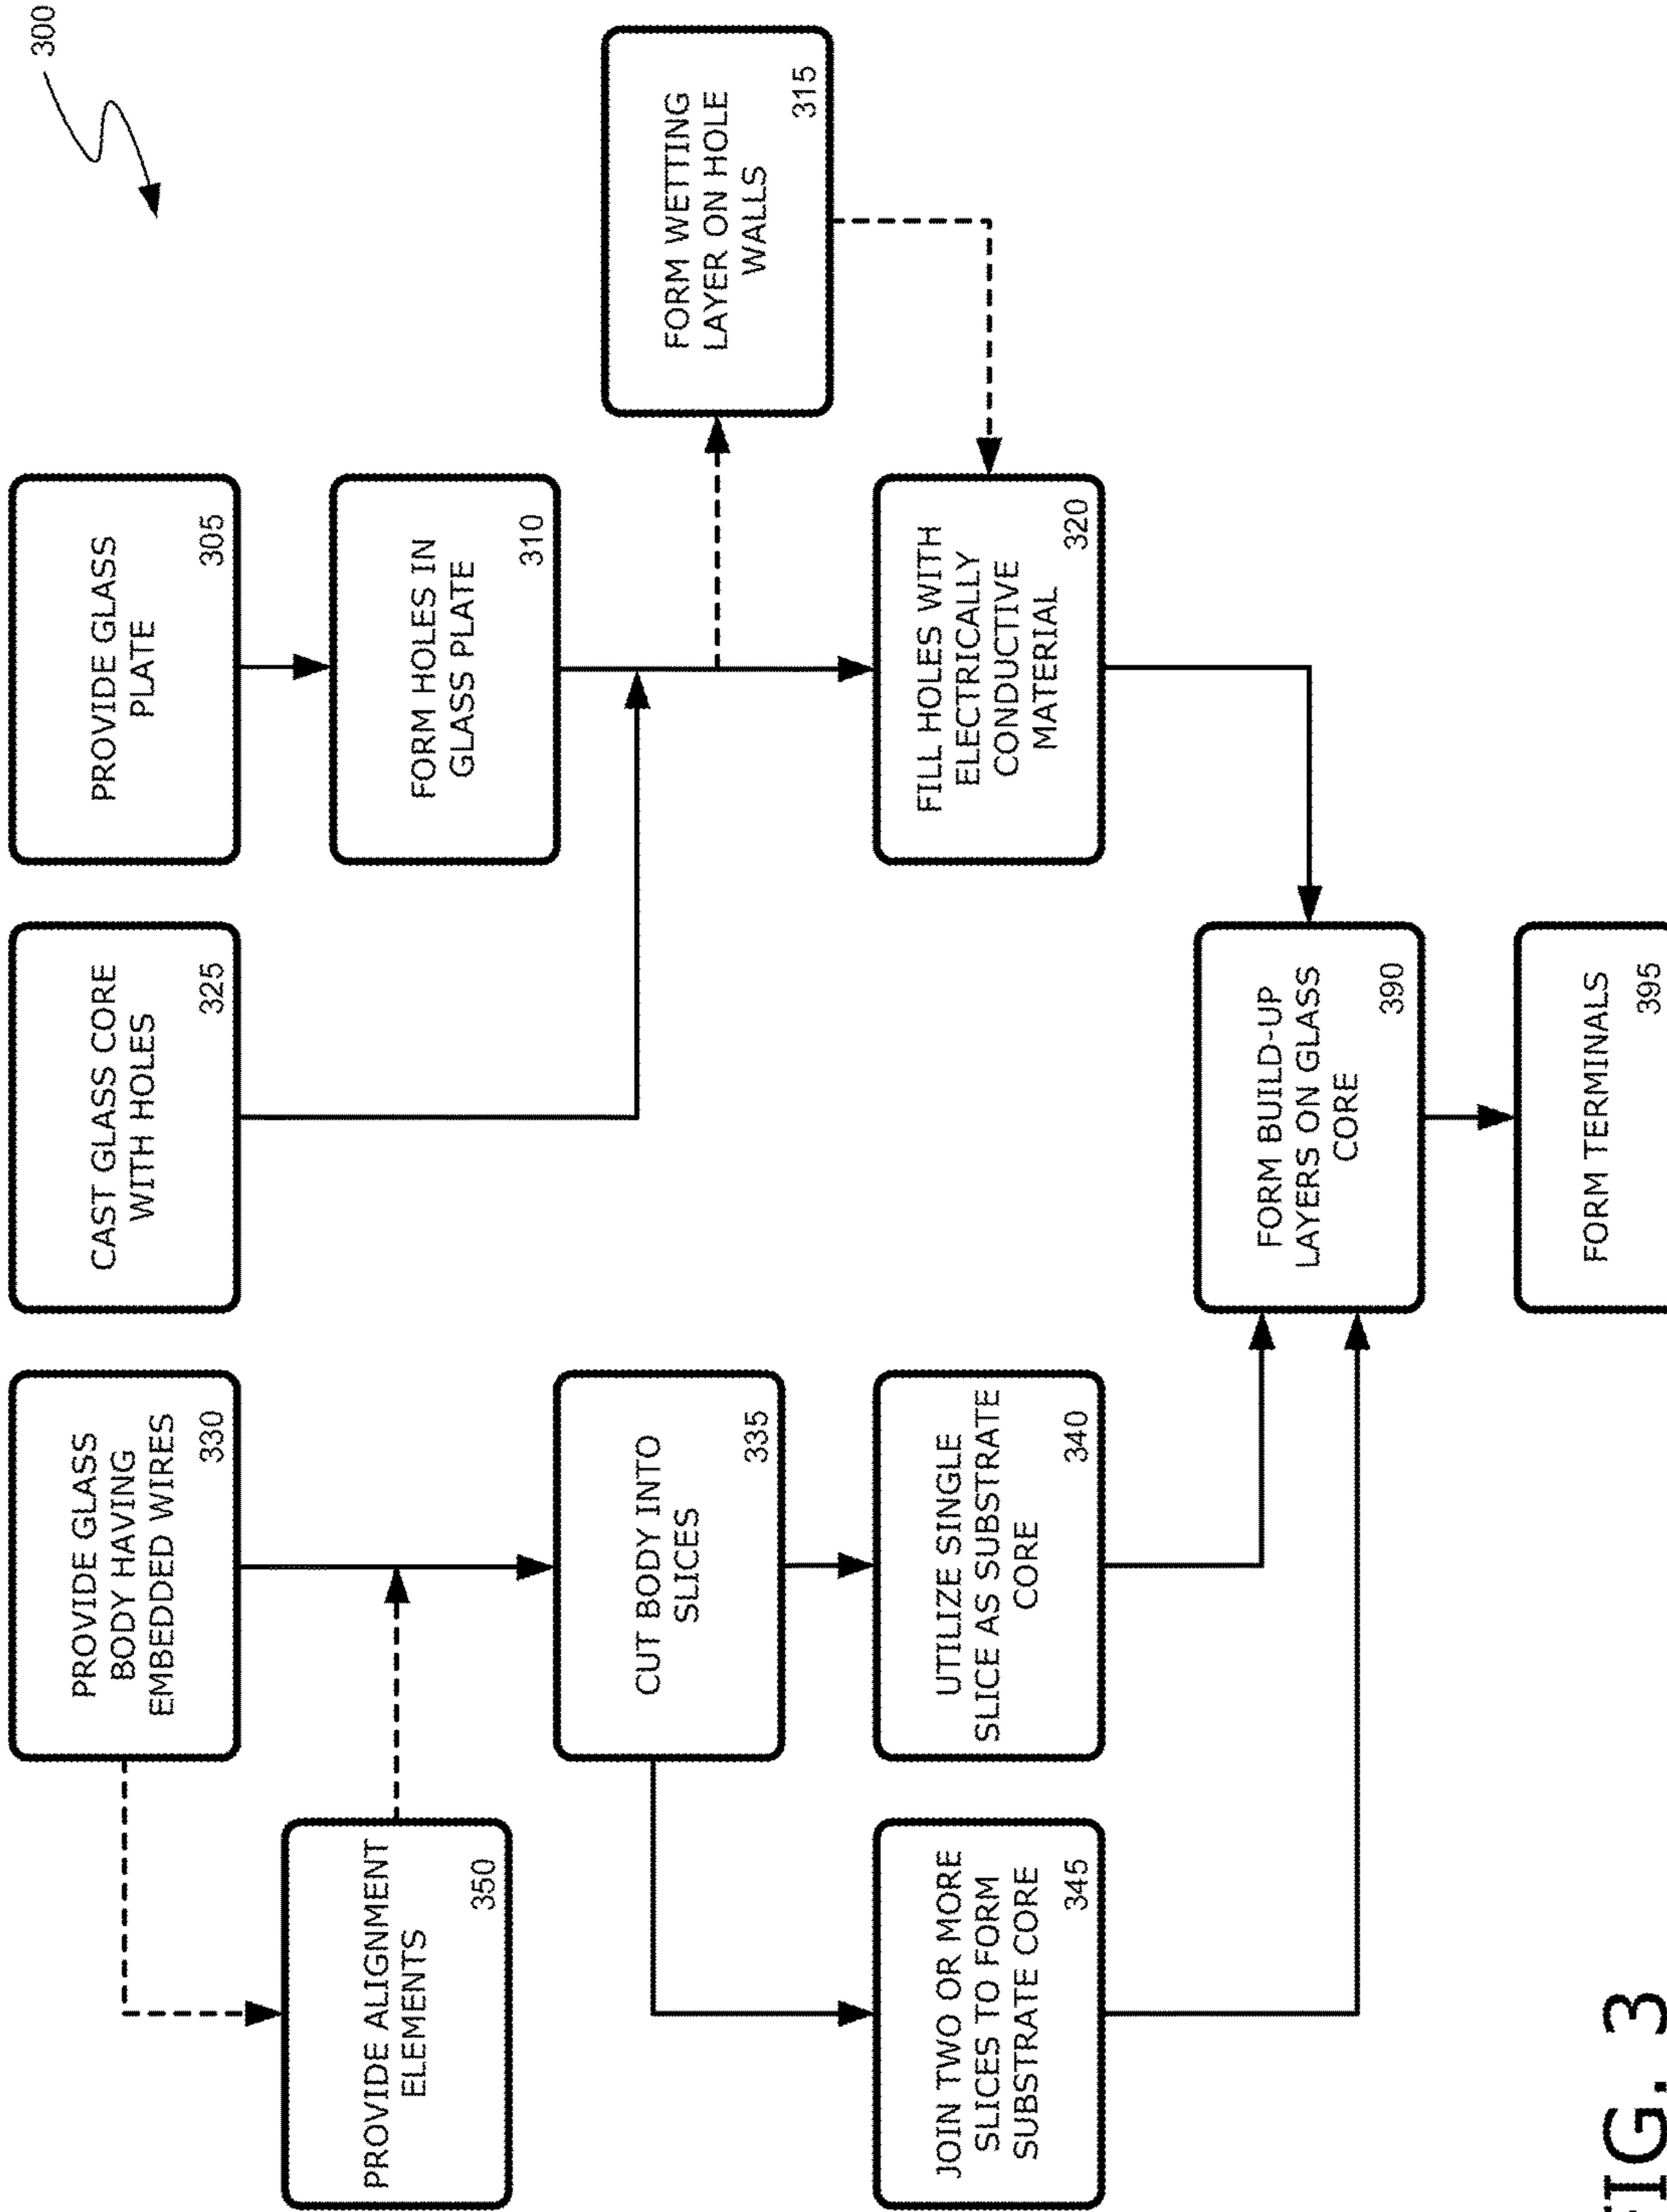 300
PROVIDE GLASS
BODY HAVING
EMBEDDED WIRES
330
CAST GLASS CORE
WITH HOLES
325
PROVIDE GLASS
PLATE
305
PROVIDE ALIGNMENT
ELEMENTS
350
FORM HOLES IN
GLASS PLATE
310
CUT BODY INTO
SLICES
335
FORM WETTING
LAYER ON HOLE
WALLS
315
JOIN TWO OR MORE
SLICES TO FORM
SUBSTRATE CORE
345
UTILIZE SINGLE
SLICE AS SUBSTRATE
CORE
340
FILL HOLES WITH
ELECTRICALLY
CONDUCTIVE
MATERIAL
320
FORM BUILD-UP
LAYERS ON GLASS
CORE
390
FORM TERMINALS
395
FIG. 3